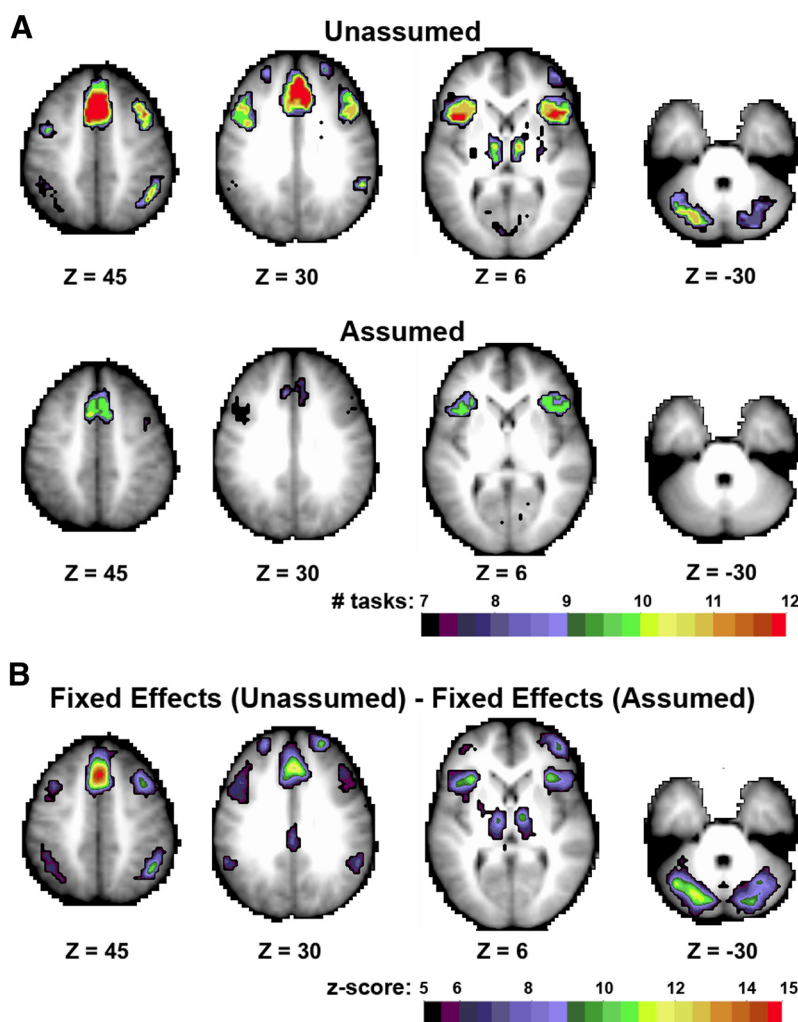 A
Unassumed
Z = 45 Z = 30 Z = 6 Z = -30
Assumed
Z = 45 Z = 30 Z = 6 Z = -30
# tasks: 7 8 9 10 11 12
B
Fixed Effects (Unassumed) - Fixed Effects (Assumed)
Z = 45 Z = 30 Z = 6 Z = -30
z-score: 5 6 8 10 12 14 15